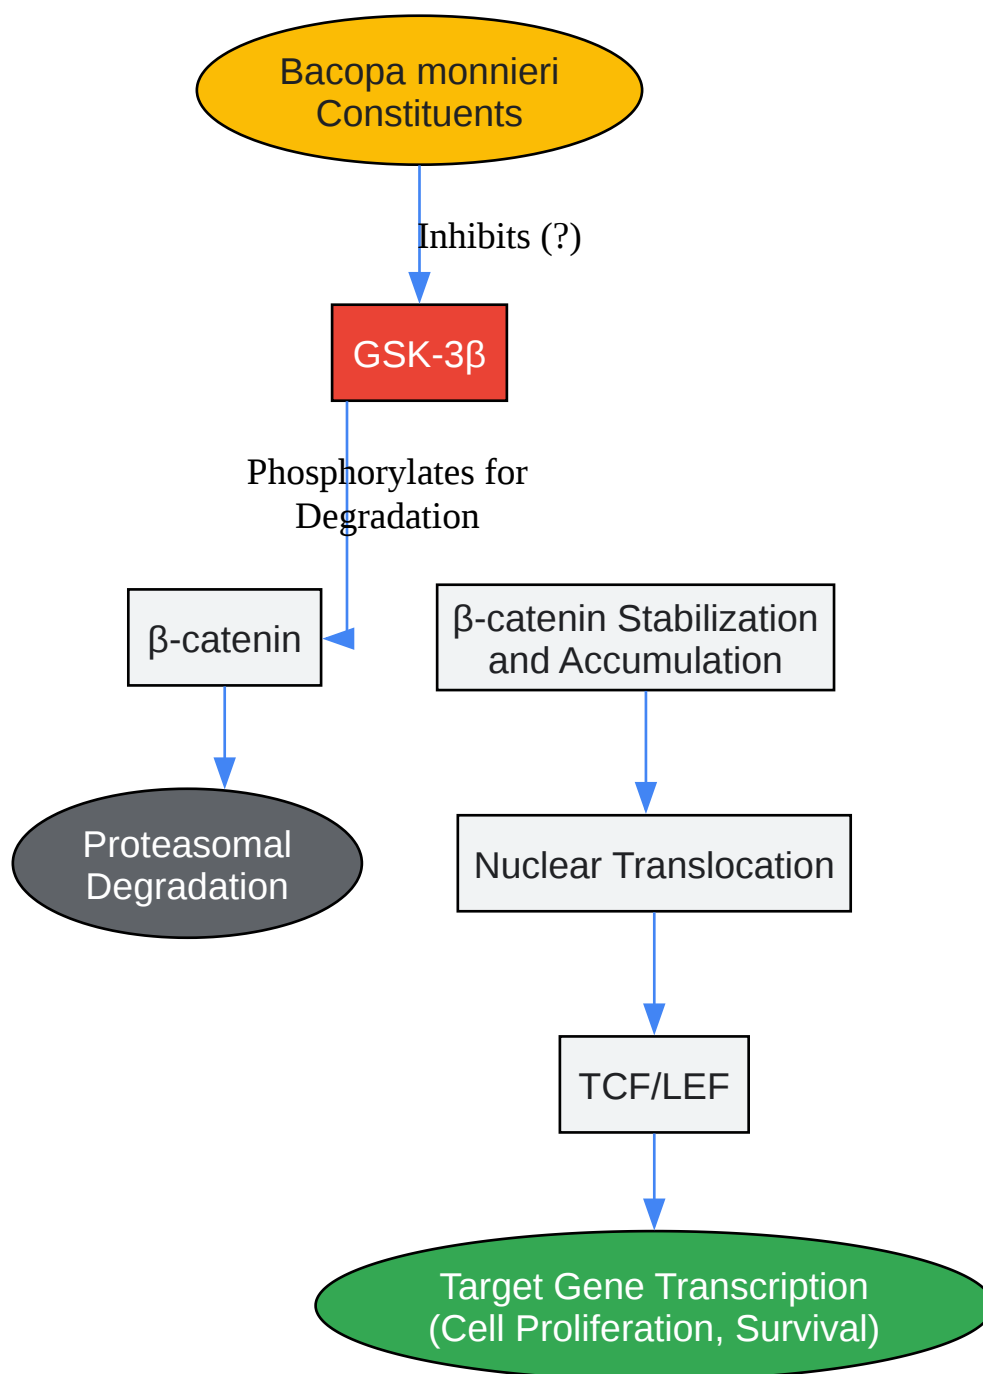 Bacopa monnieri
Constituents
Inhibits (?)
GSK-3β
Phosphorylates for
Degradation
β-catenin
β-catenin Stabilization
and Accumulation
Proteasomal
Degradation
Nuclear Translocation
TCF/LEF
Target Gene Transcription
(Cell Proliferation, Survival)